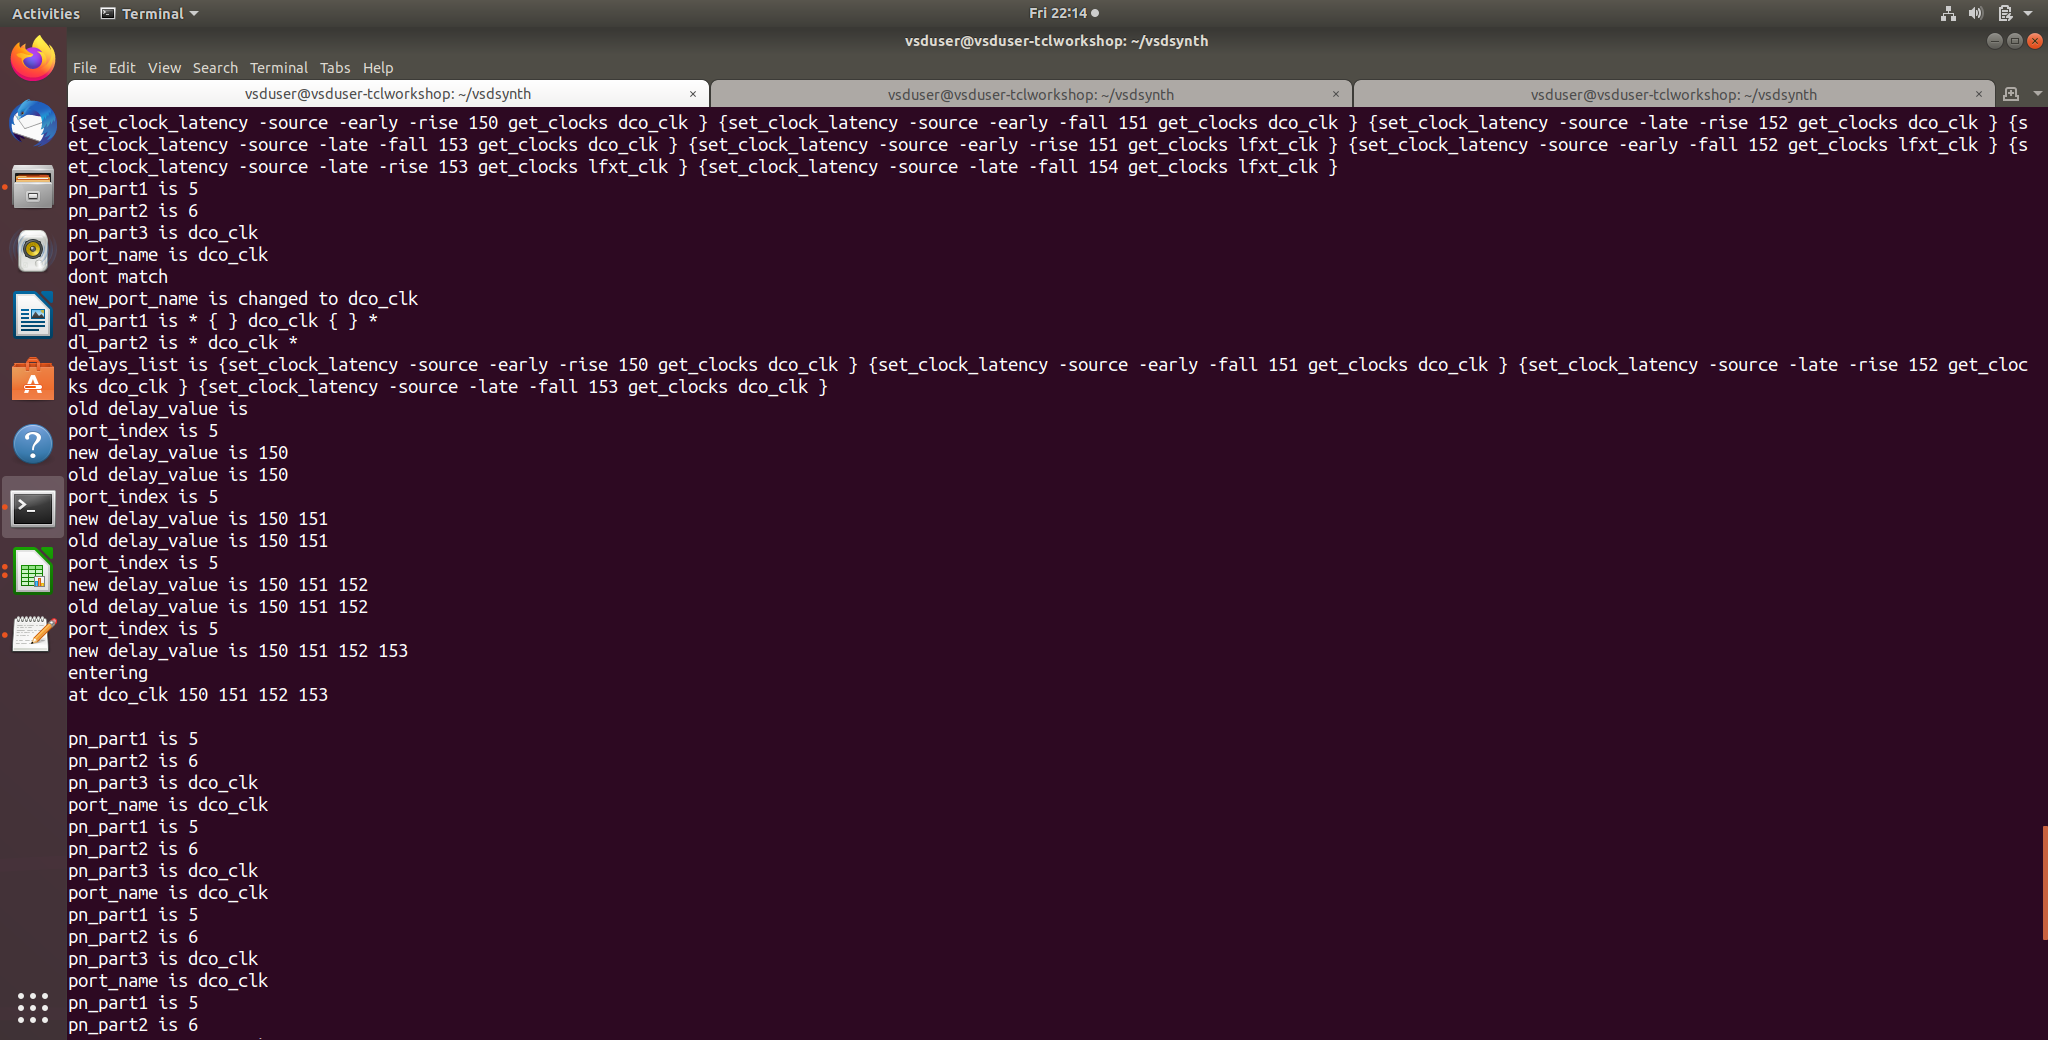 Activities
Terminal
Fri 22:14
vsduser@vsduser-tclworkshop: ~/vsdsynth
File Edit View Search Terminal Tabs Help
vsduser@vsduser-tclworkshop: ~/vsdsynth × vsduser@vsduser-tclworkshop: ~/vsdsynth × vsduser@vsduser-tclworkshop: ~/vsdsynth ×
{set_clock_latency -source -early -rise 150 get_clocks dco_clk } {set_clock_latency -source -early -fall 151 get_clocks dco_clk } {set_clock_latency -source -late -rise 152 get_clocks dco_clk } {s
et_clock_latency -source -late -fall 153 get_clocks dco_clk } {set_clock_latency -source -early -rise 151 get_clocks lfxt_clk } {set_clock_latency -source -early -fall 152 get_clocks lfxt_clk } {s
et_clock_latency -source -late -rise 153 get_clocks lfxt_clk } {set_clock_latency -source -late -fall 154 get_clocks lfxt_clk }
pn_part1 is 5
pn_part2 is 6
pn_part3 is dco_clk
port_name is dco_clk
dont match
new_port_name is changed to dco_clk
dl_part1 is * { } dco_clk { } *
dl_part2 is * dco_clk *
delays_list is {set_clock_latency -source -early -rise 150 get_clocks dco_clk } {set_clock_latency -source -early -fall 151 get_clocks dco_clk } {set_clock_latency -source -late -rise 152 get_cloc
ks dco_clk } {set_clock_latency -source -late -fall 153 get_clocks dco_clk }
old delay_value is
port_index is 5
new delay_value is 150
old delay_value is 150
port_index is 5
new delay_value is 150 151
old delay_value is 150 151
port_index is 5
new delay_value is 150 151 152
old delay_value is 150 151 152
port_index is 5
new delay_value is 150 151 152 153
entering
at dco_clk 150 151 152 153
pn_part1 is 5
pn_part2 is 6
pn_part3 is dco_clk
port_name is dco_clk
pn_part1 is 5
pn_part2 is 6
pn_part3 is dco_clk
port_name is dco_clk
pn_part1 is 5
pn_part2 is 6
pn_part3 is dco_clk
port_name is dco_clk
pn_part1 is 5
pn_part2 is 6